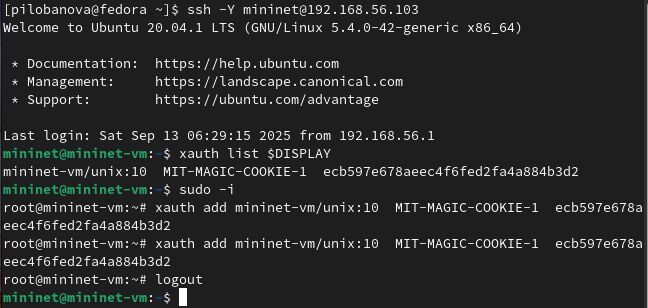 [pilobanova@fedora ~]$ ssh -Y mininet@192.168.56.103
Welcome to Ubuntu 20.04.1 LTS (GNU/Linux 5.4.0-42-generic x86_64)
* Documentation:  https://help.ubuntu.com
* Management:     https://landscape.canonical.com
* Support:        https://ubuntu.com/advantage
Last login: Sat Sep 13 06:29:15 2025 from 192.168.56.1
mininet@mininet-vm:~$ xauth list $DISPLAY
mininet-vm/unix:10  MIT-MAGIC-COOKIE-1  ecb597e678aeec4f6fed2fa4a884b3d2
mininet@mininet-vm:~$ sudo -i
root@mininet-vm:~# xauth add mininet-vm/unix:10  MIT-MAGIC-COOKIE-1  ecb597e678a
eec4f6fed2fa4a884b3d2
root@mininet-vm:~# xauth add mininet-vm/unix:10  MIT-MAGIC-COOKIE-1  ecb597e678a
eec4f6fed2fa4a884b3d2
root@mininet-vm:~# logout
mininet@mininet-vm:~$